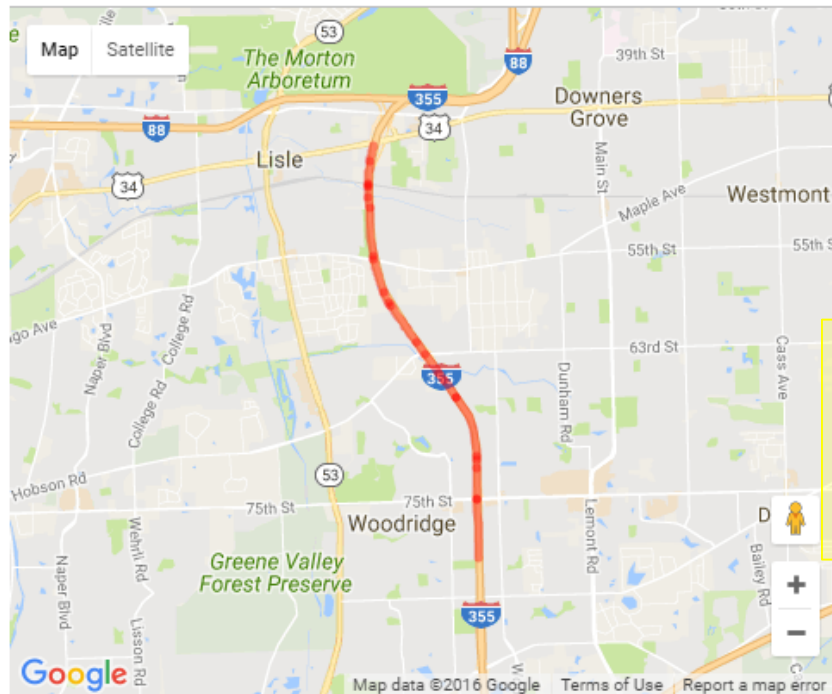 Map
Satellite
53
The Morton
Arboretum
39th St
88
355
Downers
Grove
88
34
Lisle
Main St
34
Maple Ave
Westmont
55th St
55th S
ago Ave
Naper Blvd
College Rd
College Rd
63rd St
Cass Ave
355
Dunham Rd
Hobson Rd
53
75th St
75th St
Woodridge
Lemont Rd
D
Wehrli Rd
Greene Valley
Forest Preserve
Bailey Rd
Naper Blvd
Lisson Rd
355
+
−
Google
Map data ©2016 Google
Terms of Use
Report a map error